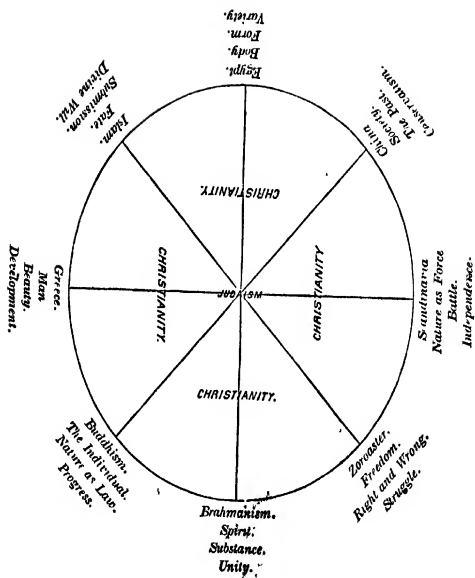 Egypt.
Body.
Form.
Variety.
China
Society.
The Past.
Conservatism.
Scandinavia
Nature as Force
Battle.
Independence.
Zoroaster.
Freedom.
Right and Wrong.
Struggle.
Brahmanism.
Spirit.
Substance.
Unity.
Buddhism.
The Individual.
Nature as Law.
Progress.
Greece.
Man
Beauty.
Development.
Islam.
Fate.
Submission.
Divine Will.
CHRISTIANITY.
CHRISTIANITY
CHRISTIANITY.
CHRISTIANITY.
JUDAISM